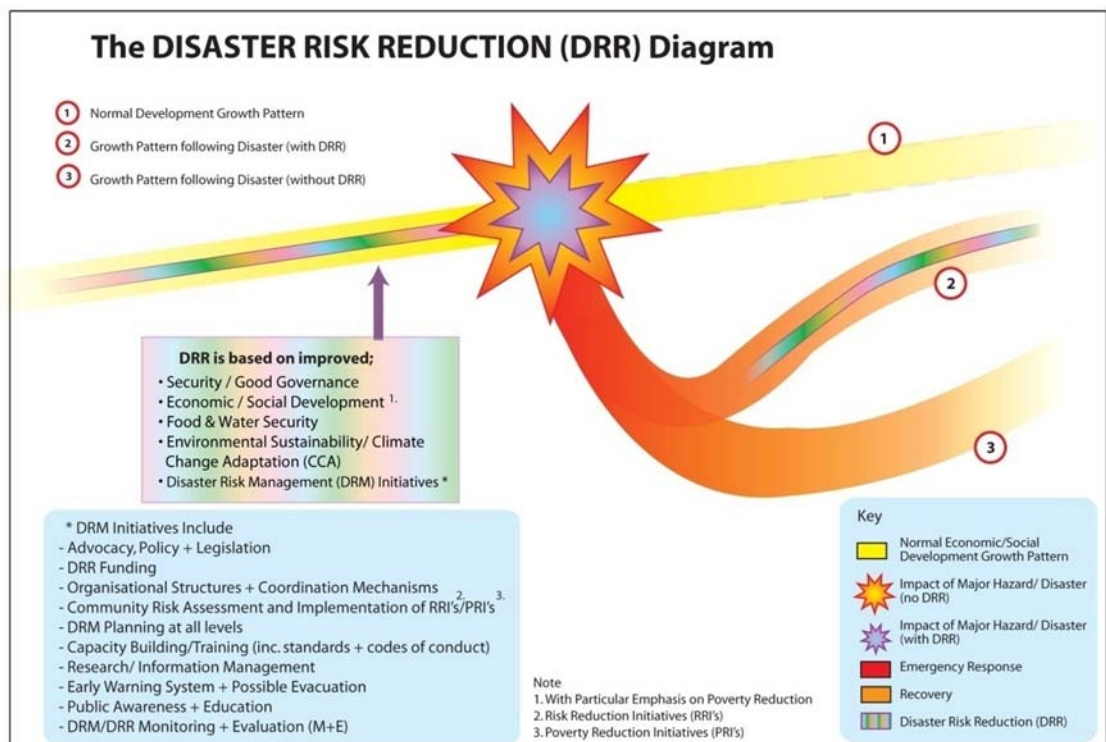 The DISASTER RISK REDUCTION (DRR) Diagram
1 Normal Development Growth Pattern
2 Growth Pattern following Disaster (with DRR)
3 Growth Pattern following Disaster (without DRR)
1
2
3
DRR is based on improved;
• Security / Good Governance
• Economic / Social Development 1.
• Food & Water Security
• Environmental Sustainability/ Climate
Change Adaptation (CCA)
• Disaster Risk Management (DRM) Initiatives *
* DRM Initiatives Include
- Advocacy, Policy + Legislation
- DRR Funding
- Organisational Structures + Coordination Mechanisms
- Community Risk Assessment and Implementation of RRI's 2./PRI's 3.
- DRM Planning at all levels
- Capacity Building/Training (inc. standards + codes of conduct)
- Research/ Information Management
- Early Warning System + Possible Evacuation
- Public Awareness + Education
- DRM/DRR Monitoring + Evaluation (M+E)
Note
1. With Particular Emphasis on Poverty Reduction
2. Risk Reduction Initiatives (RRI's)
3. Poverty Reduction Initiatives (PRI's)
Key
Normal Economic/Social
Development Growth Pattern
Impact of Major Hazard/ Disaster
(no DRR)
Impact of Major Hazard/ Disaster
(with DRR)
Emergency Response
Recovery
Disaster Risk Reduction (DRR)